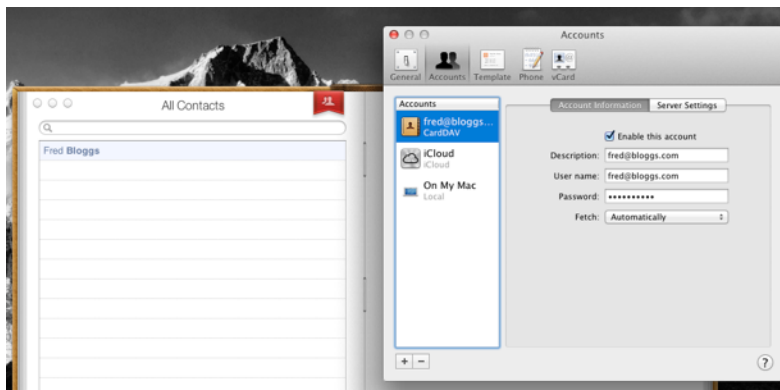 All Contacts
Fred Bloggs
Accounts
General Accounts Template Phone vCard
Accounts
fred@bloggs...
CardDAV
iCloud
iCloud
On My Mac
Local
Account Information Server Settings
Enable this account
Description: fred@bloggs.com
User name: fred@bloggs.com
Password: ••••••••••
Fetch: Automatically
+ −
?